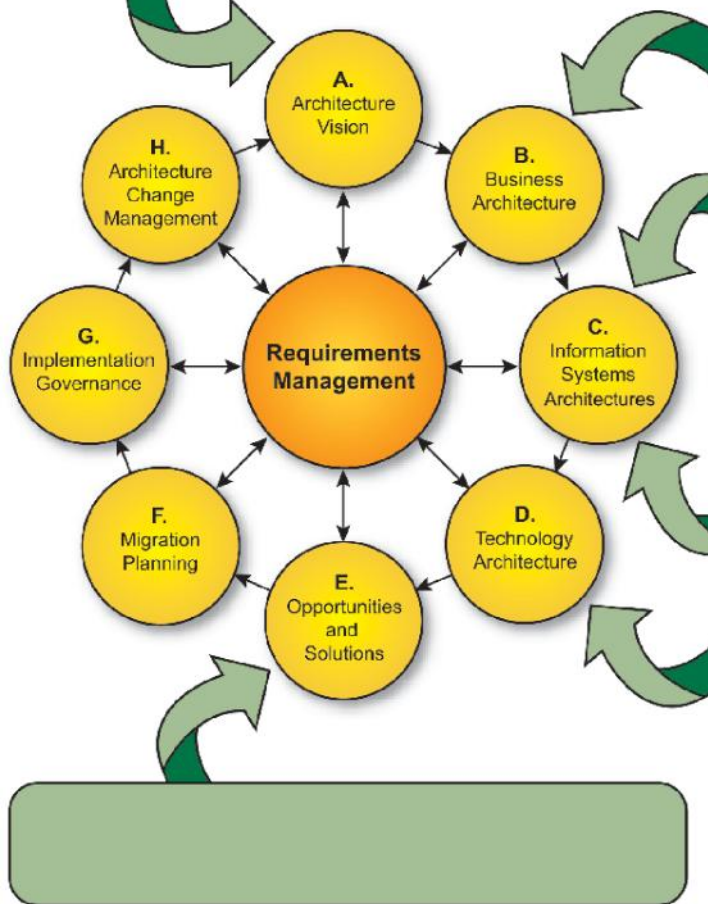 A.
Architecture
Vision
B.
Business
Architecture
C.
Information
Systems
Architectures
D.
Technology
Architecture
E.
Opportunities
and
Solutions
F.
Migration
Planning
G.
Implementation
Governance
H.
Architecture
Change
Management
Requirements
Management